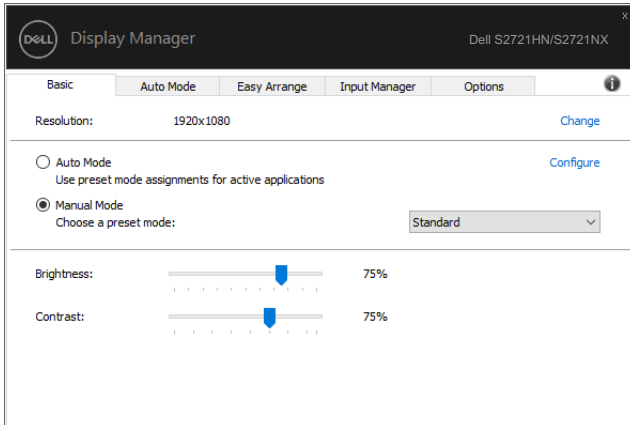 x
DELL Display Manager Dell S2721HN/S2721NX
Basic Auto Mode Easy Arrange Input Manager Options i
Resolution: 1920x1080 Change
Auto Mode Configure
Use preset mode assignments for active applications
Manual Mode
Choose a preset mode: Standard
Brightness: 75%
Contrast: 75%